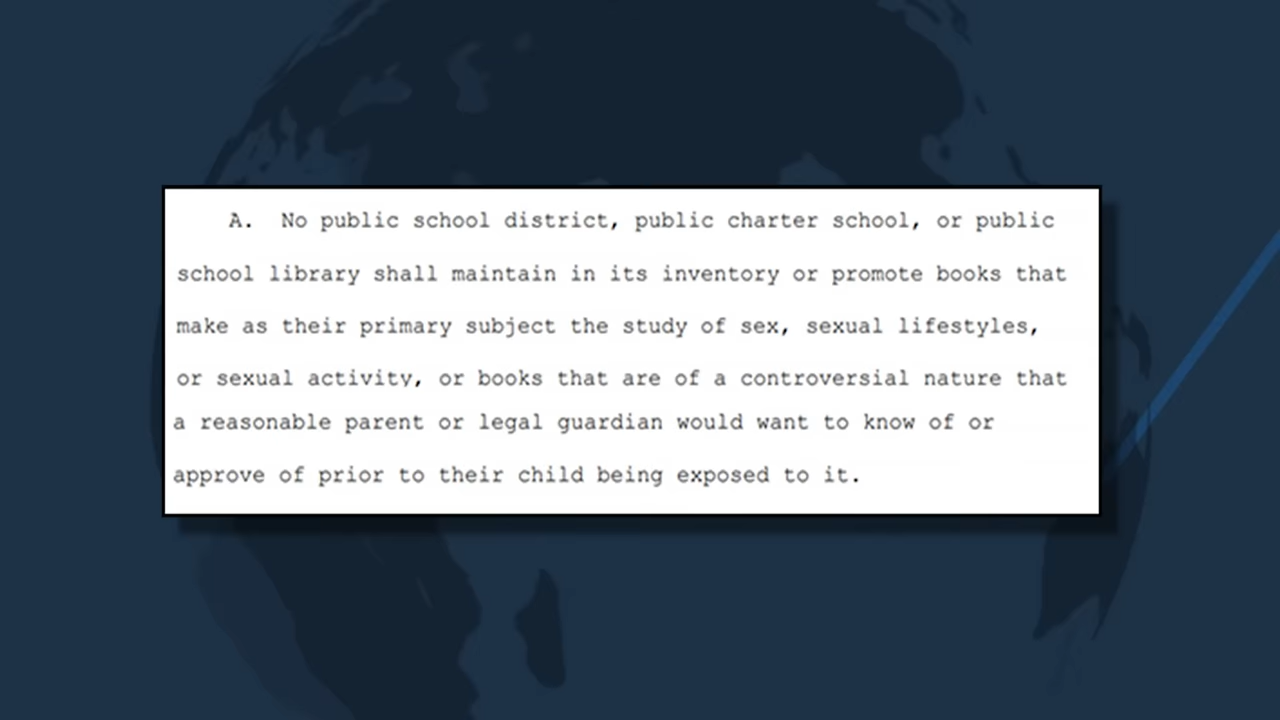 A. No public school district, public charter school, or public
school library shall maintain in its inventory or promote books that
make as their primary subject the study of sex, sexual lifestyles,
or sexual activity, or books that are of a controversial nature that
a reasonable parent or legal guardian would want to know of or
approve of prior to their child being exposed to it.